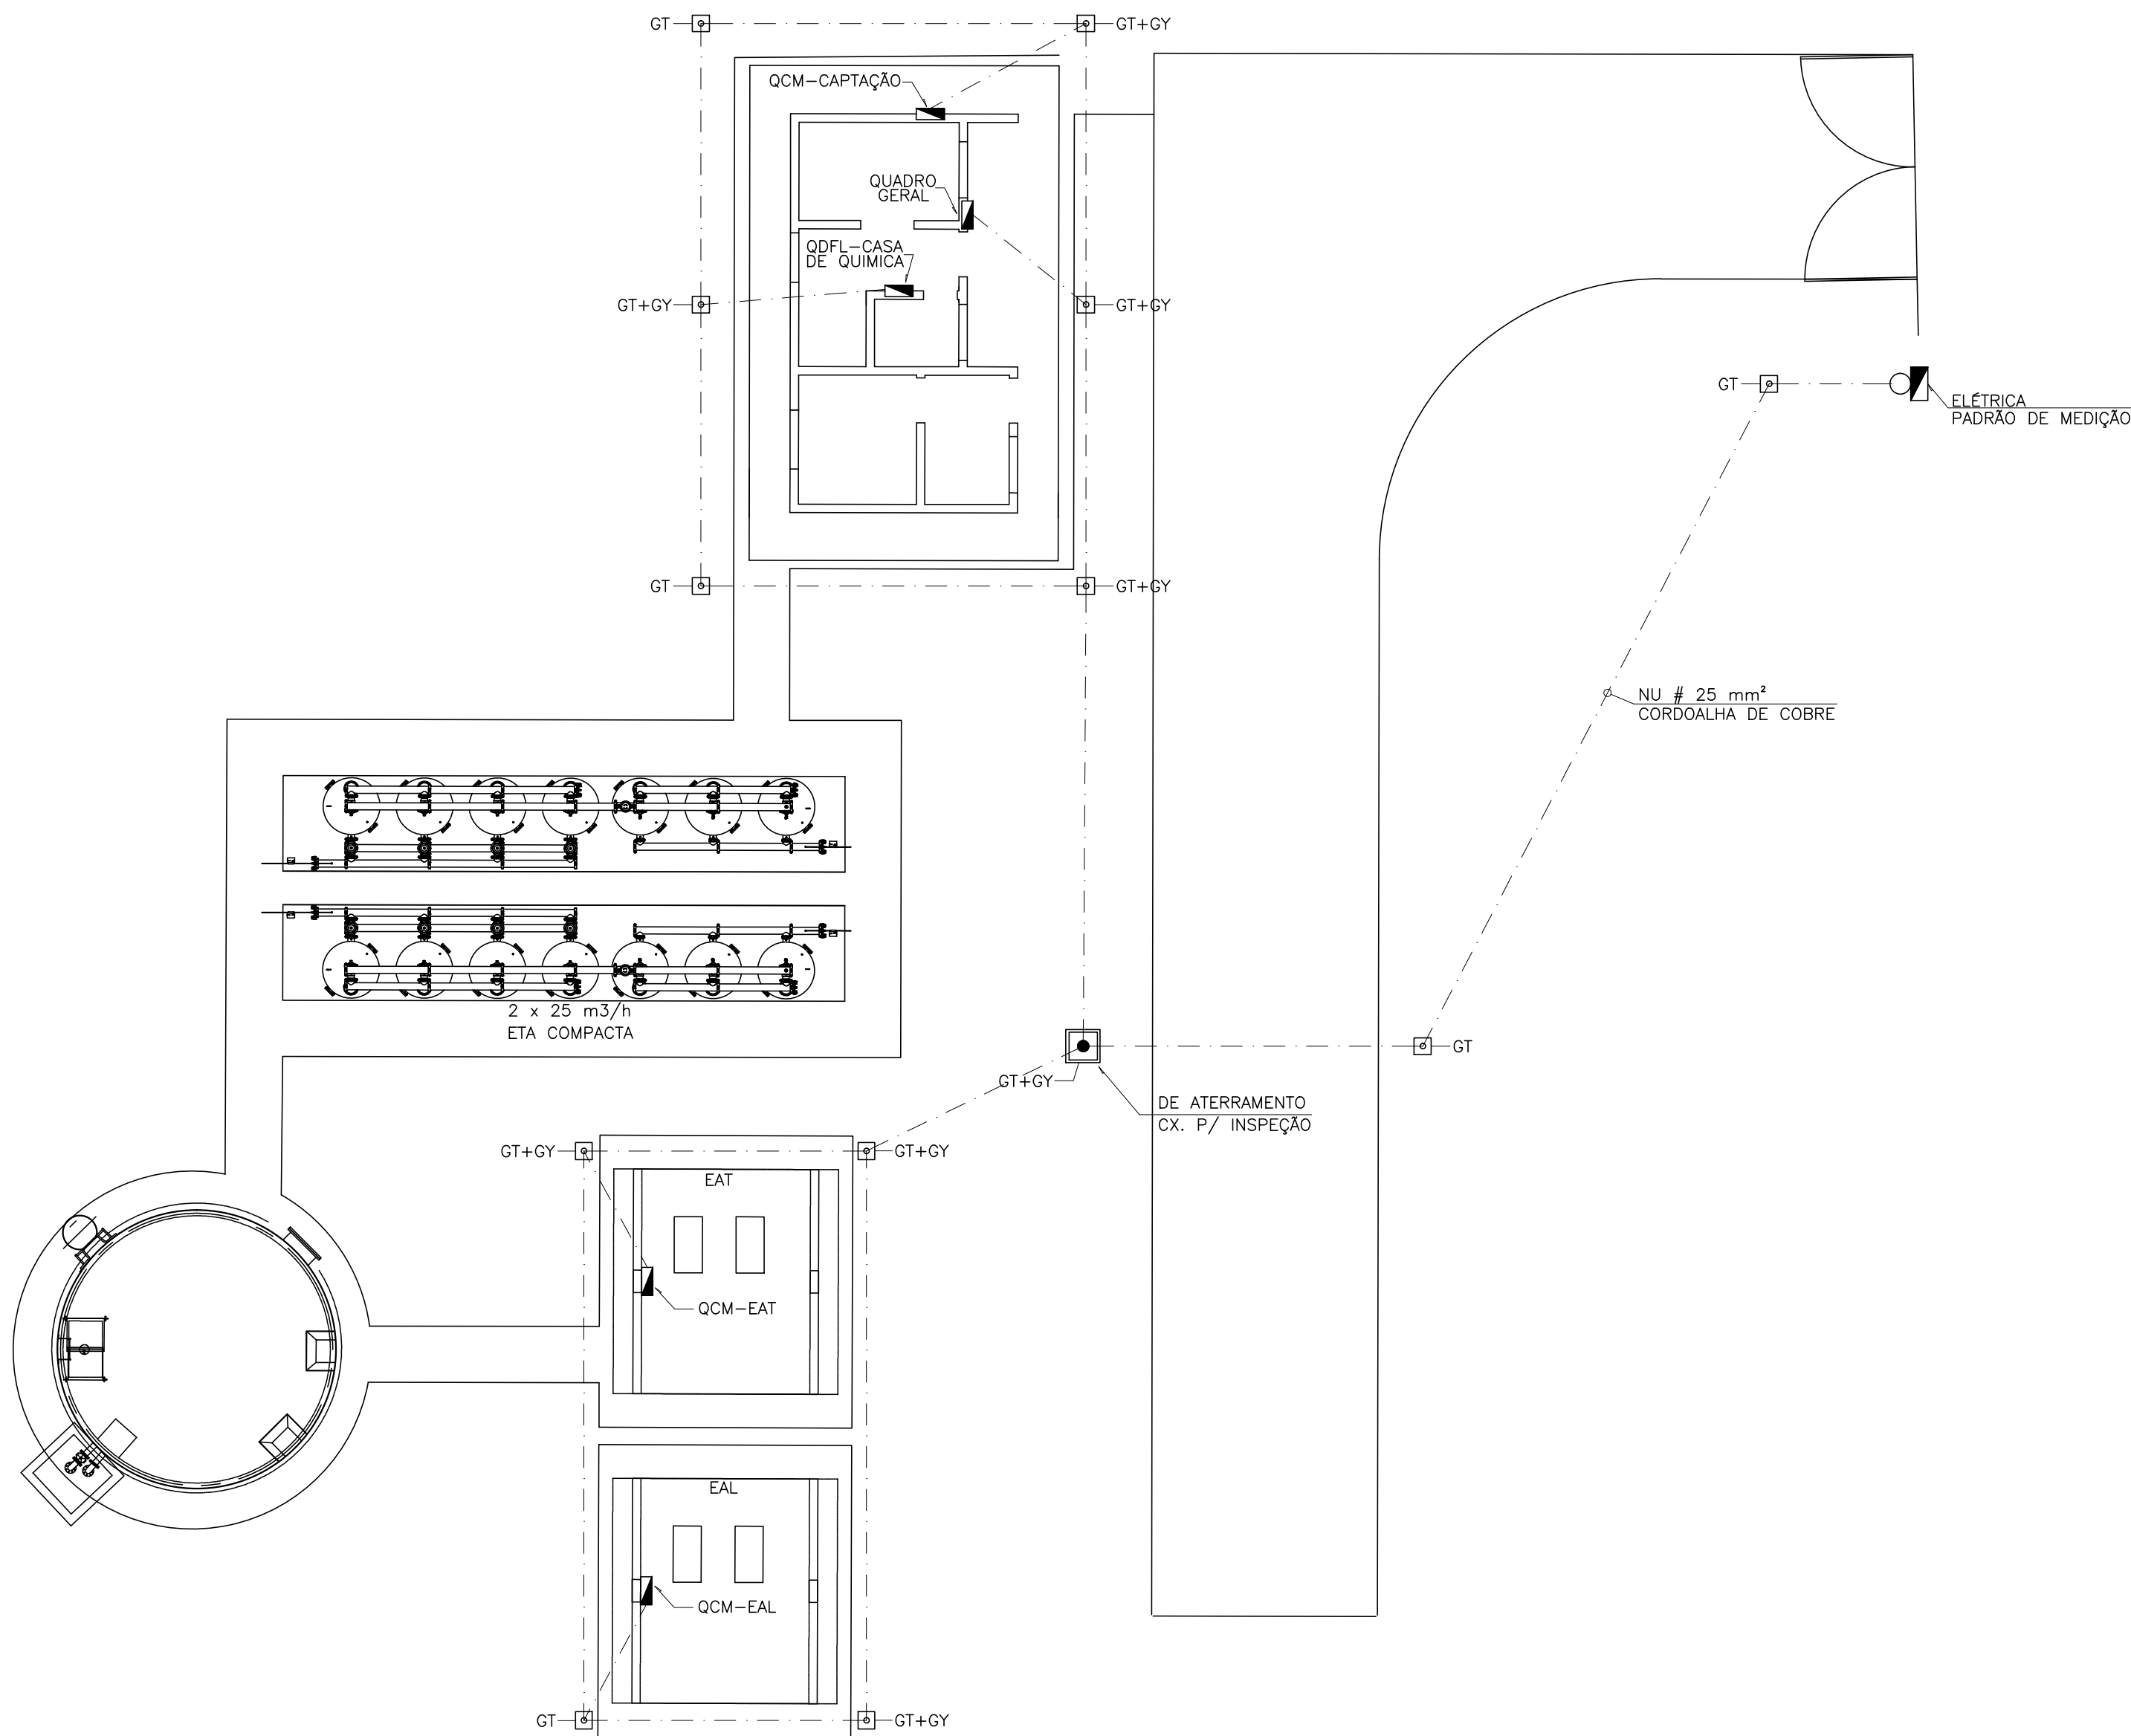 GT
GT+GY
QCM-CAPTAÇÃO
QUADRO
GERAL
QDFL-CASA
DE QUIMICA
GT+GY
GT+GY
GT
ELÉTRICA
PADRÃO DE MEDIÇÃO
GT
GT+GY
NU # 25 mm²
CORDOALHA DE COBRE
2 x 25 m3/h
ETA COMPACTA
GT
GT+GY
DE ATERRAMENTO
CX. P/ INSPEÇÃO
GT+GY
GT+GY
EAT
QCM-EAT
EAL
QCM-EAL
GT
GT+GY